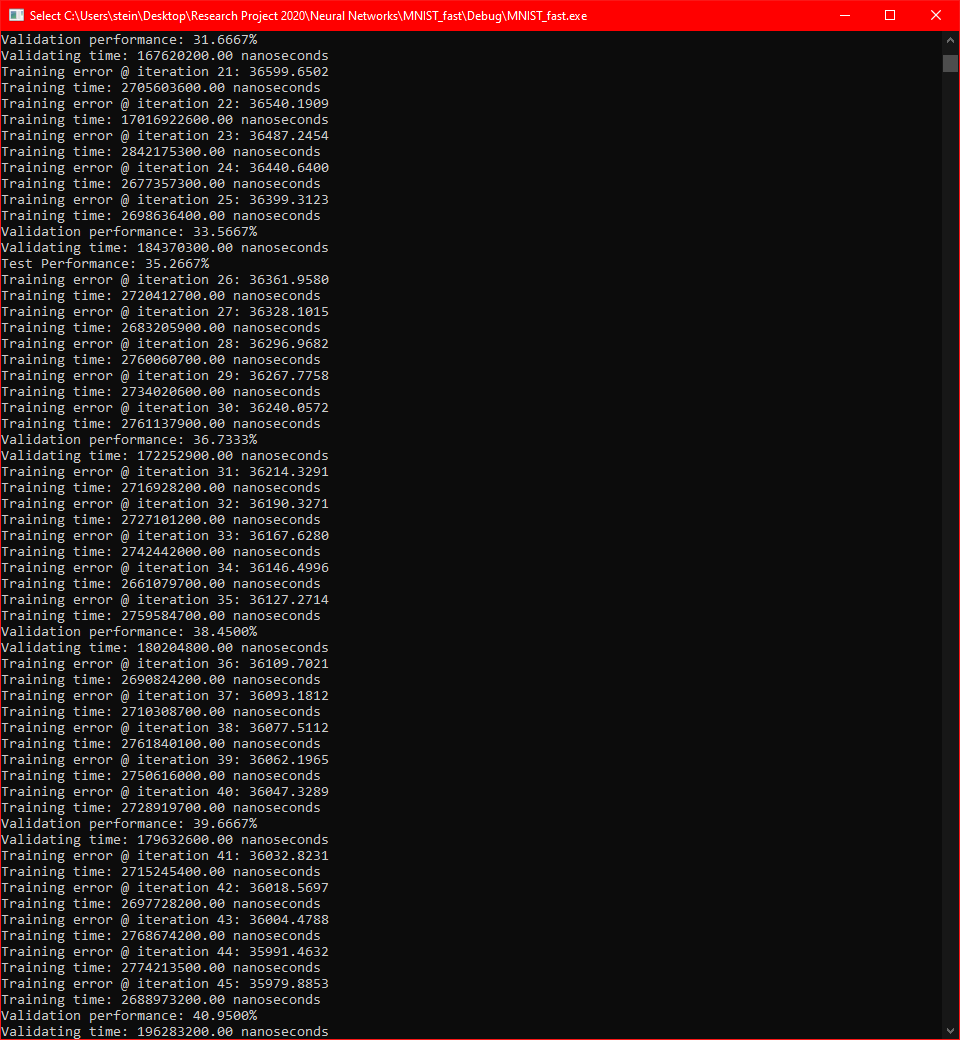 Select C:\Users\stein\Desktop\Research Project 2020\Neural Networks\MNIST_fast\Debug\MNIST_fast.exe
Validation performance: 31.6667%
Validating time: 167620200.00 nanoseconds
Training error @ iteration 21: 36599.6502
Training time: 2705603600.00 nanoseconds
Training error @ iteration 22: 36540.1909
Training time: 17016922600.00 nanoseconds
Training error @ iteration 23: 36487.2454
Training time: 2842175300.00 nanoseconds
Training error @ iteration 24: 36440.6400
Training time: 2677357300.00 nanoseconds
Training error @ iteration 25: 36399.3123
Training time: 2698636400.00 nanoseconds
Validation performance: 33.5667%
Validating time: 184370300.00 nanoseconds
Test Performance: 35.2667%
Training error @ iteration 26: 36361.9580
Training time: 2720412700.00 nanoseconds
Training error @ iteration 27: 36328.1015
Training time: 2683205900.00 nanoseconds
Training error @ iteration 28: 36296.9682
Training time: 2760060700.00 nanoseconds
Training error @ iteration 29: 36267.7758
Training time: 2734020600.00 nanoseconds
Training error @ iteration 30: 36240.0572
Training time: 2761137900.00 nanoseconds
Validation performance: 36.7333%
Validating time: 172252900.00 nanoseconds
Training error @ iteration 31: 36214.3291
Training time: 2716928200.00 nanoseconds
Training error @ iteration 32: 36190.3271
Training time: 2727101200.00 nanoseconds
Training error @ iteration 33: 36167.6280
Training time: 2742442000.00 nanoseconds
Training error @ iteration 34: 36146.4996
Training time: 2661079700.00 nanoseconds
Training error @ iteration 35: 36127.2714
Training time: 2759584700.00 nanoseconds
Validation performance: 38.4500%
Validating time: 180204800.00 nanoseconds
Training error @ iteration 36: 36109.7021
Training time: 2690824200.00 nanoseconds
Training error @ iteration 37: 36093.1812
Training time: 2710308700.00 nanoseconds
Training error @ iteration 38: 36077.5112
Training time: 2761840100.00 nanoseconds
Training error @ iteration 39: 36062.1965
Training time: 2750616000.00 nanoseconds
Training error @ iteration 40: 36047.3289
Training time: 2728919700.00 nanoseconds
Validation performance: 39.6667%
Validating time: 179632600.00 nanoseconds
Training error @ iteration 41: 36032.8231
Training time: 2715245400.00 nanoseconds
Training error @ iteration 42: 36018.5697
Training time: 2697728200.00 nanoseconds
Training error @ iteration 43: 36004.4788
Training time: 2768674200.00 nanoseconds
Training error @ iteration 44: 35991.4632
Training time: 2774213500.00 nanoseconds
Training error @ iteration 45: 35979.8853
Training time: 2688973200.00 nanoseconds
Validation performance: 40.9500%
Validating time: 196283200.00 nanoseconds